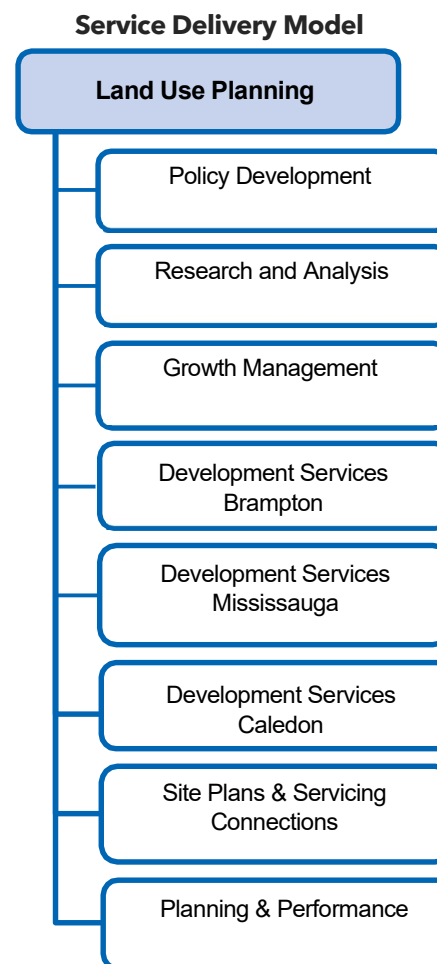 Service Delivery Model
Land Use Planning
Policy Development
Research and Analysis
Growth Management
Development Services
Brampton
Development Services
Mississauga
Development Services
Caledon
Site Plans & Servicing
Connections
Planning & Performance